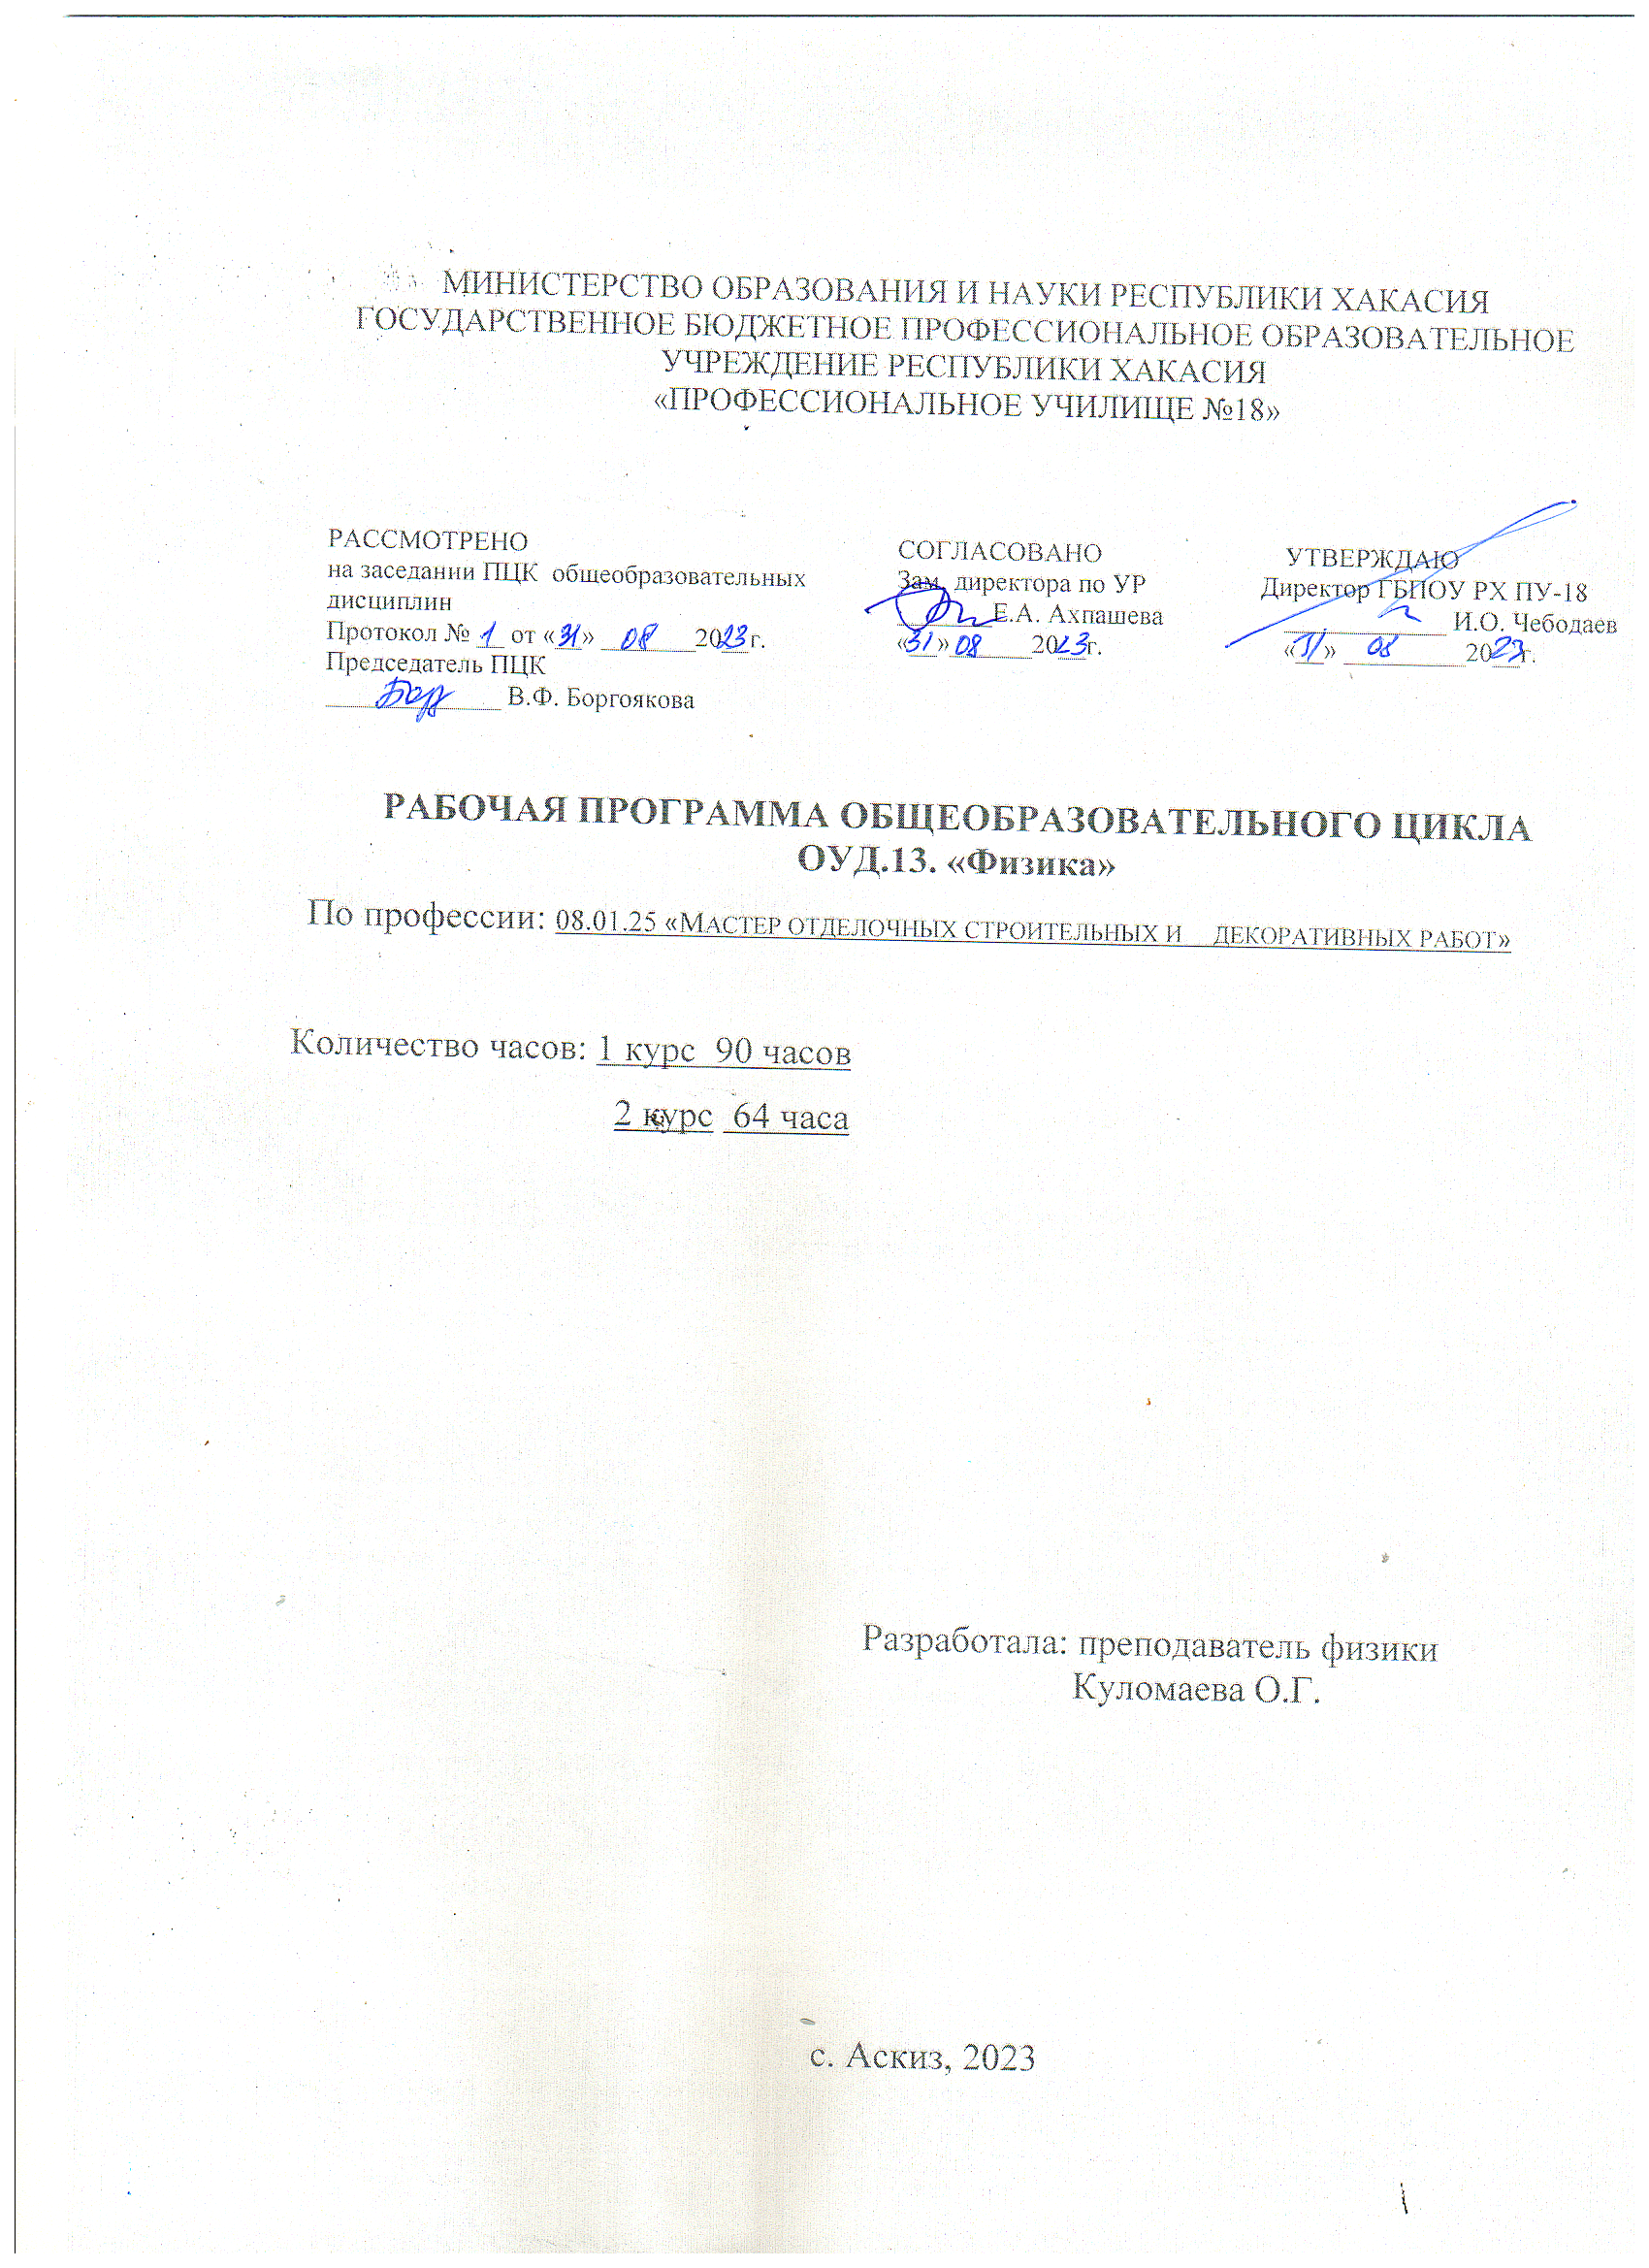 МИНИСТЕРСТВО ОБРАЗОВАНИЯ И НАУКИ РЕСПУБЛИКИ ХАКАСИЯ
ГОСУДАРСТВЕННОЕ БЮДЖЕТНОЕ ПРОФЕССИОНАЛЬНОЕ ОБРАЗОВАТЕЛЬНОЕ
УЧРЕЖДЕНИЕ РЕСПУБЛИКИ ХАКАСИЯ
«ПРОФЕССИОНАЛЬНОЕ УЧИЛИЩЕ №18»
РАССМОТРЕНО
на заседании ПЦК общеобразовательных
дисциплин
Протокол № 1 от «31» 08 2023г.
Председатель ПЦК
В.Ф. Боргоякова
СОГЛАСОВАНО
Зам. директора по УР
Е.А. Ахпашева
«31» 08 2023г.
УТВЕРЖДАЮ
Директор ГБПОУ РХ ПУ-18
И.О. Чебодаев
«31» 08 2023г.
РАБОЧАЯ ПРОГРАММА ОБЩЕОБРАЗОВАТЕЛЬНОГО ЦИКЛА
ОУД.13. «Физика»
По профессии: 08.01.25 «МАСТЕР ОТДЕЛОЧНЫХ СТРОИТЕЛЬНЫХ И ДЕКОРАТИВНЫХ РАБОТ»
Количество часов: 1 курс 90 часов
2 курс 64 часа
Разработала: преподаватель физики
Куломаева О.Г.
с. Аскиз, 2023